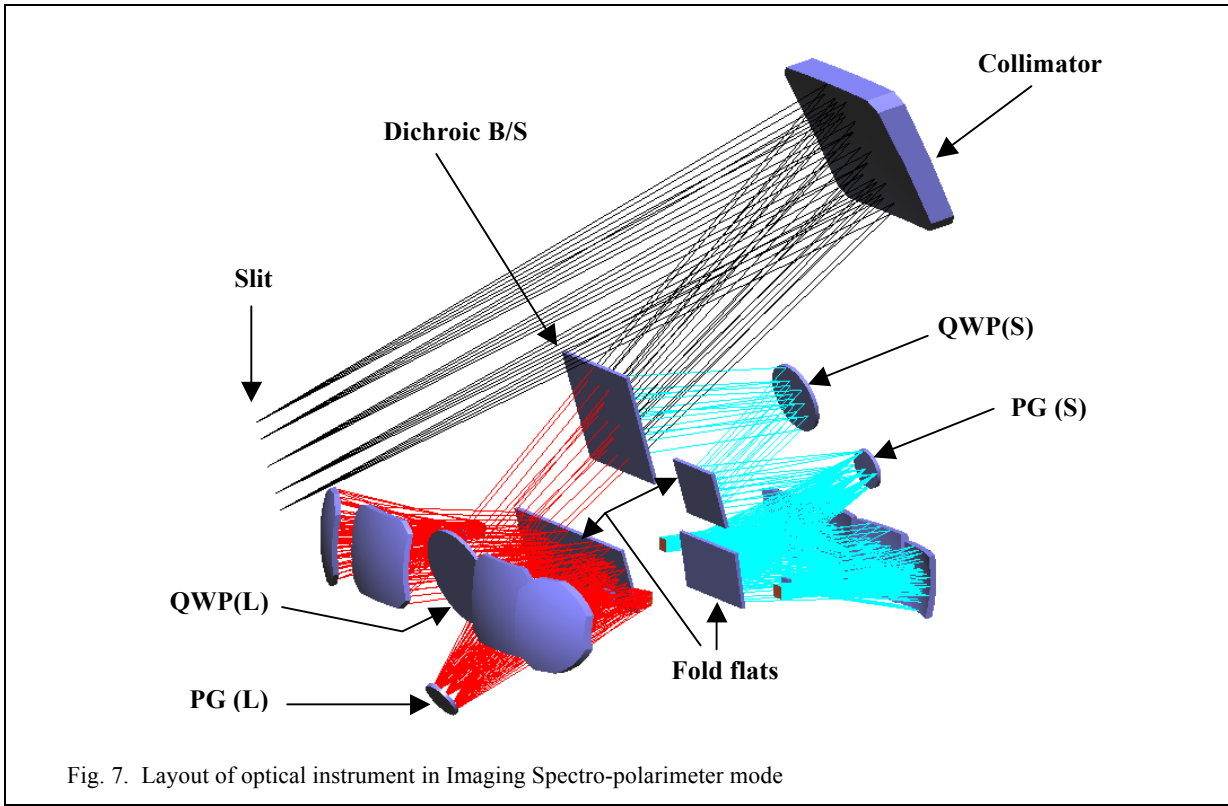 Collimator
Dichroic B/S
Slit
QWP(S)
PG (S)
QWP(L)
Fold flats
PG (L)
Fig. 7. Layout of optical instrument in Imaging Spectro-polarimeter mode